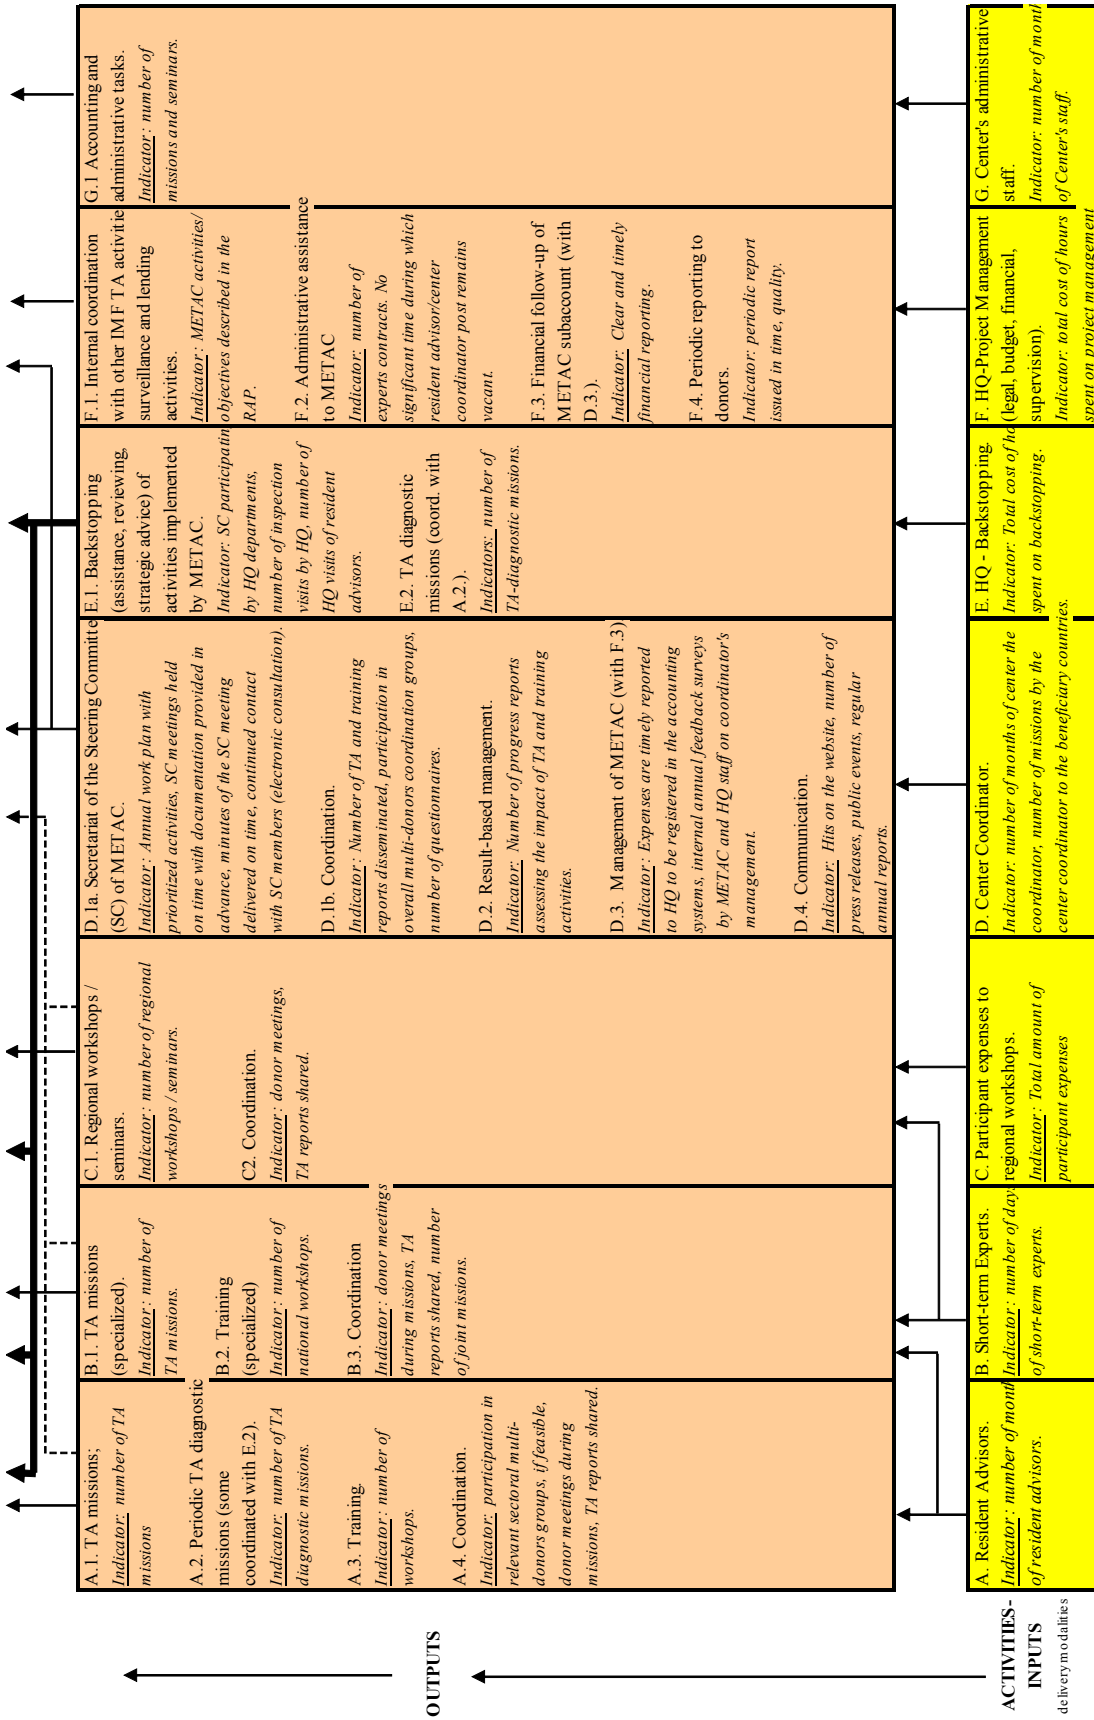 OUTPUTS
A.1. TA missions;
Indicator: number of TA
missions
A.2. Periodic TA diagnostic
missions (some
coordinated with E.2).
Indicator: number of TA
diagnostic missions.
A.3. Training.
Indicator: number of
workshops.
A.4. Coordination.
Indicator: participation in
relevant sectoral multi-
donors groups, if feasible,
donor meetings during
missions, TA reports shared.
B.1. TA missions
(specialized).
Indicator: number of
TA missions.
B.2. Training
(specialized)
Indicator: number of
national workshops.
B.3. Coordination
Indicator: donor meetings
during missions, TA
reports shared, number
of joint missions.
C.1. Regional workshops /
seminars.
Indicator: number of regional
workshops / seminars.
C2. Coordination.
Indicator: donor meetings,
TA reports shared.
D.1a. Secretariat of the Steering Committe
(SC) of METAC.
Indicator: Annual work plan with
prioritized activities, SC meetings held
on time with documentation provided in
advance, minutes of the SC meeting
delivered on time, continued contact
with SC members (electronic consultation).
D.1b. Coordination.
Indicator: Number of TA and training
reports disseminated, participation in
overall multi-donors coordination groups,
number of questionnaires.
D.2. Result-based management.
Indicator: Number of progress reports
assessing the impact of TA and training
activities.
D.3. Management of METAC (with F.3)
Indicator: Expenses are timely reported
to HQ to be registered in the accounting
systems, internal annual feedback surveys
by METAC and HQ staff on coordinator's
management.
D.4. Communication.
Indicator: Hits on the website, number of
press releases, public events, regular
annual reports.
E.1. Backstopping
(assistance, reviewing,
strategic advice) of
activities implemented
by METAC.
Indicator: SC participating
by HQ departments,
number of inspection
visits by HQ, number of
HQ visits of resident
advisors.
E.2. TA diagnostic
missions (coord. with
A.2.).
Indicators: number of
TA-diagnostic missions.
F.1. Internal coordination
with other IMF TA activitie
surveillance and lending
activities.
Indicator: METAC activities/
objectives described in the
RAP.
F.2. Administrative assistance
to METAC
Indicator: number of
experts contracts. No
significant time during which
resident advisor/center
coordinator post remains
vacant.
F.3. Financial follow-up of
METAC subaccount (with
D.3.).
Indicator: Clear and timely
financial reporting.
F.4. Periodic reporting to
donors.
Indicator: periodic report
issued in time, quality.
G.1 Accounting and
administrative tasks.
Indicator: number of
missions and seminars.
ACTIVITIES-
INPUTS
delivery modalities
A. Resident Advisors.
Indicator: number of month
of resident advisors.
B. Short-term Experts.
Indicator: number of days
of short-term experts.
C. Participant expenses to
regional workshops.
Indicator: Total amount of
participant expenses
D. Center Coordinator.
Indicator: number of months of center the
coordinator, number of missions by the
center coordinator to the beneficiary countries.
E. HQ - Backstopping.
Indicator: Total cost of ho
spent on backstopping.
F. HQ-Project Management
(legal, budget, financial,
supervision).
Indicator: total cost of hours
spent on project management
G. Center's administrative
staff.
Indicator: number of month
of Center's staff.